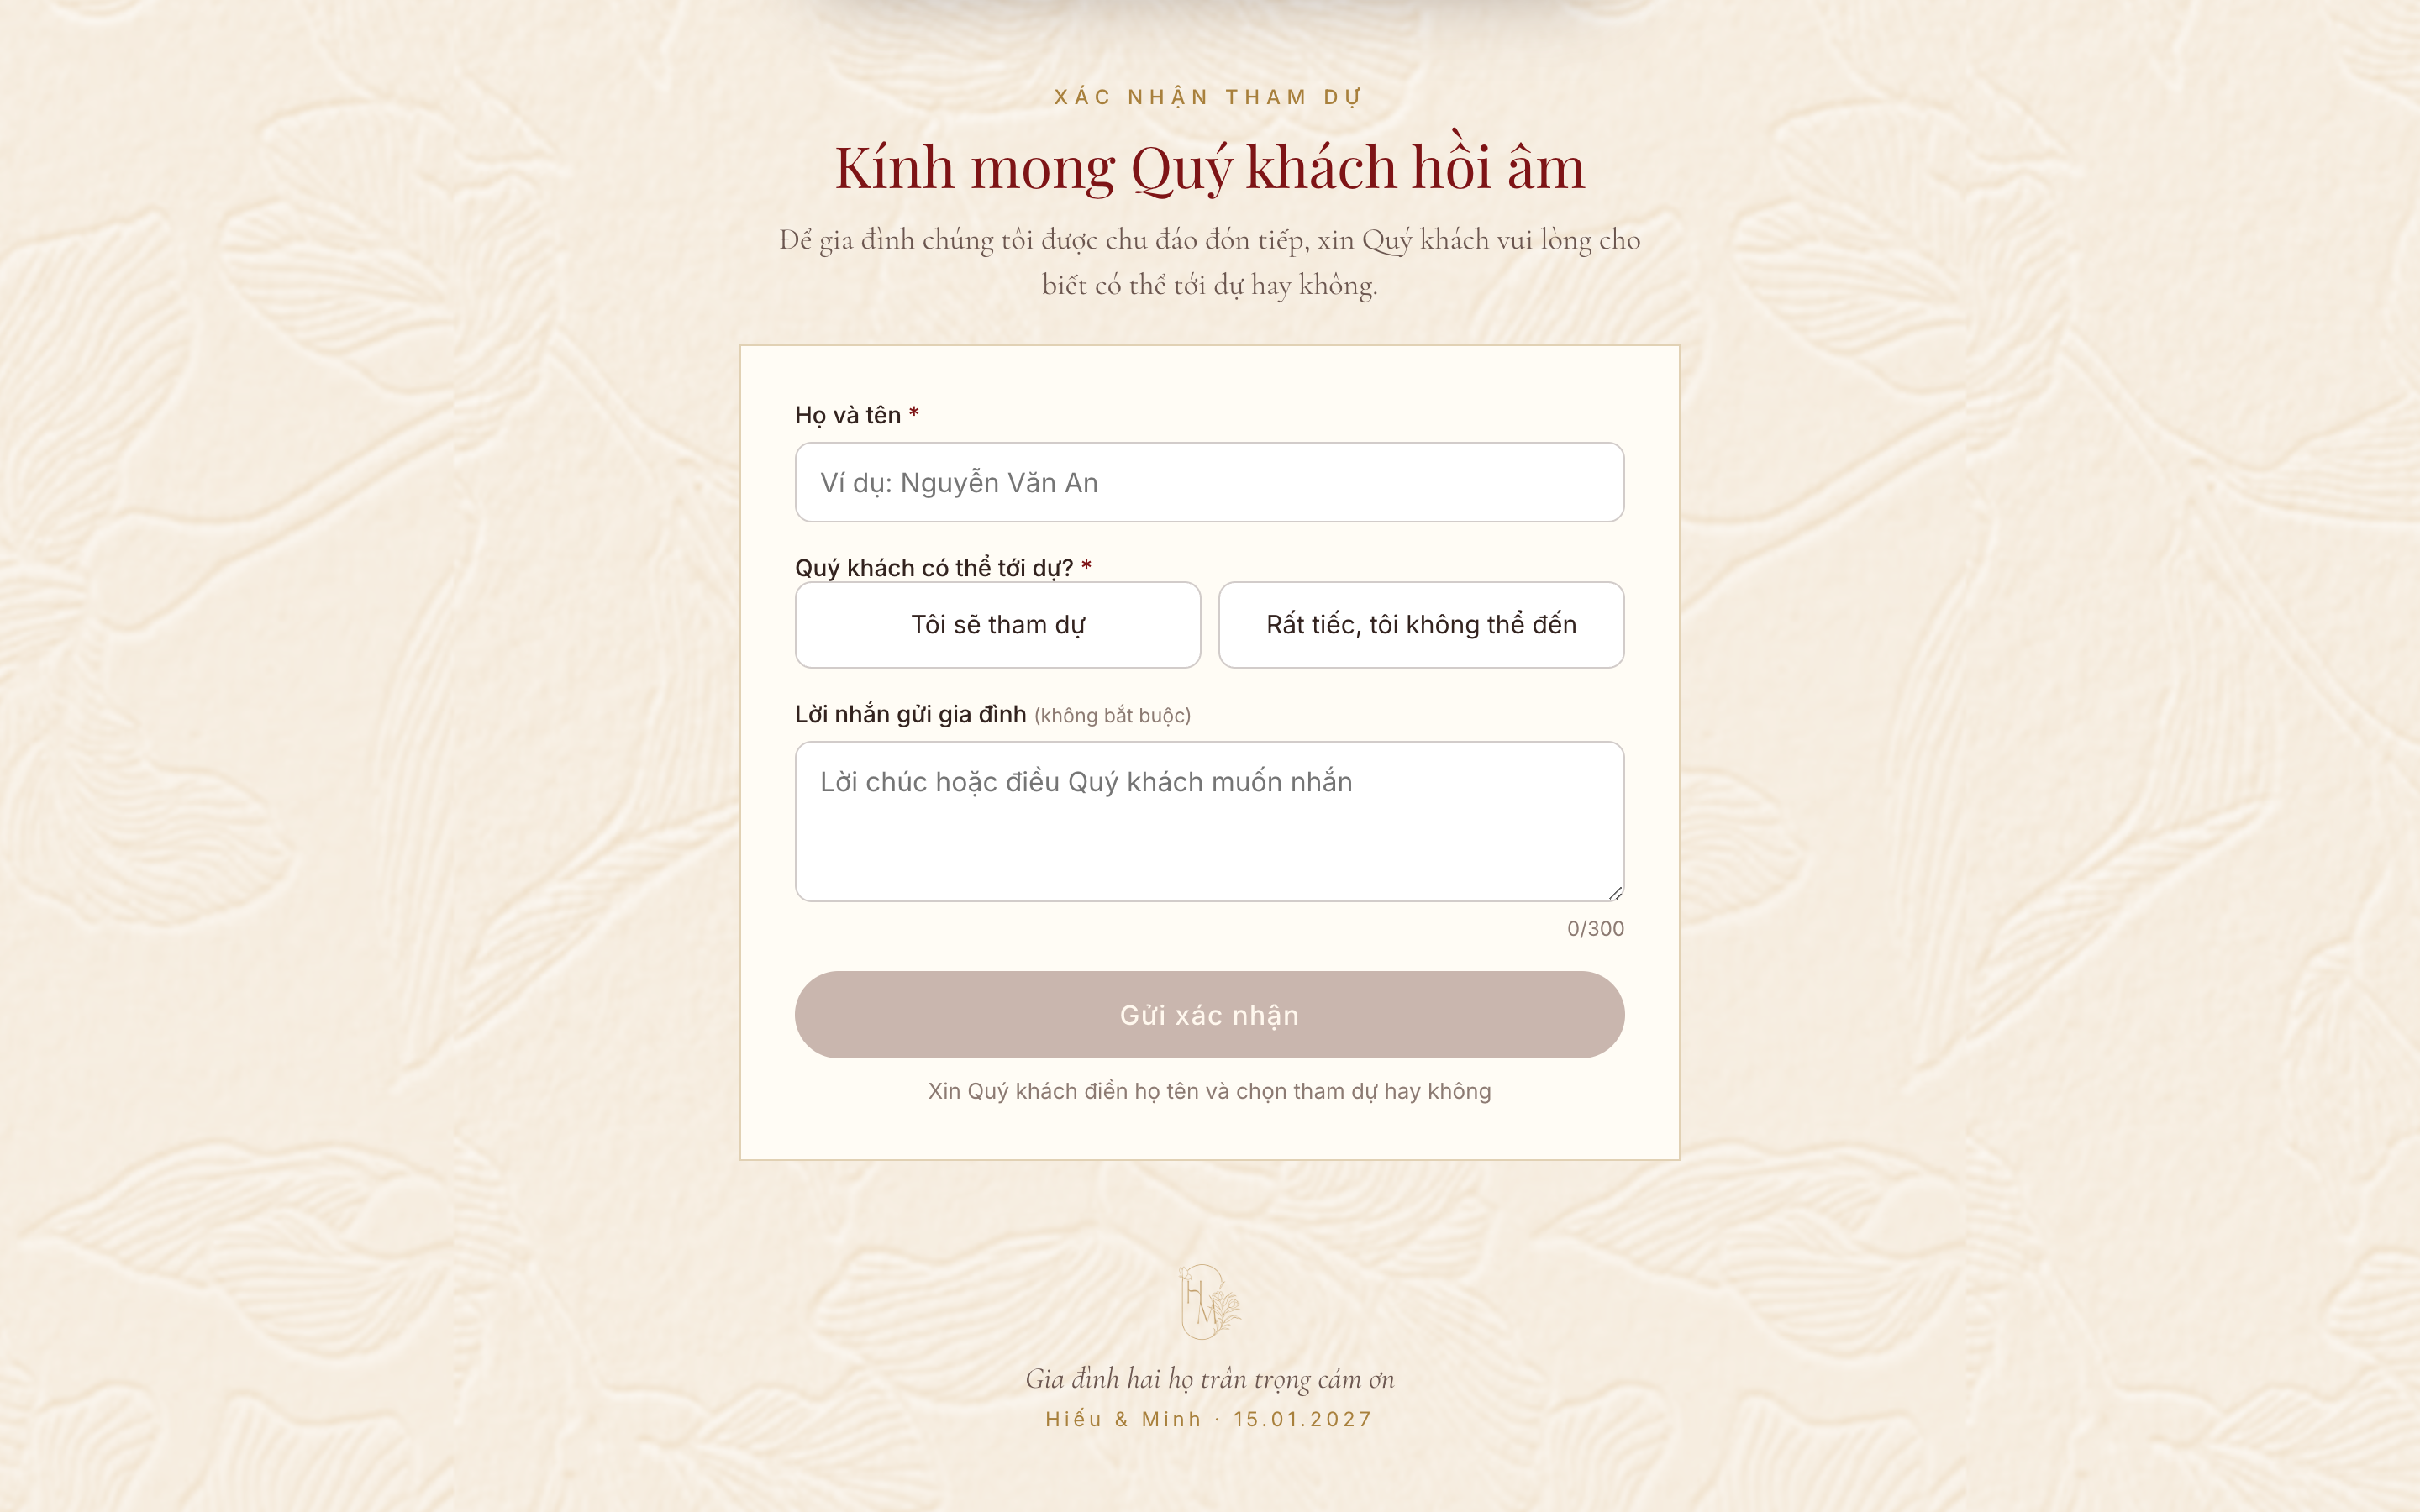 XÁC NHẬN THAM DỰ
Kính mong Quý khách hồi âm
Để gia đình chúng tôi được chu đáo đón tiếp, xin Quý khách vui lòng cho
biết có thể tới dự hay không.
Họ và tên *
Ví dụ: Nguyễn Văn An
Quý khách có thể tới dự? *
Tôi sẽ tham dự
Rất tiếc, tôi không thể đến
Lời nhắn gửi gia đình (không bắt buộc)
Lời chúc hoặc điều Quý khách muốn nhắn
0/300
Gửi xác nhận
Xin Quý khách điền họ tên và chọn tham dự hay không
HM
Gia đình hai họ trân trọng cảm ơn
Hiếu & Minh · 15.01.2027